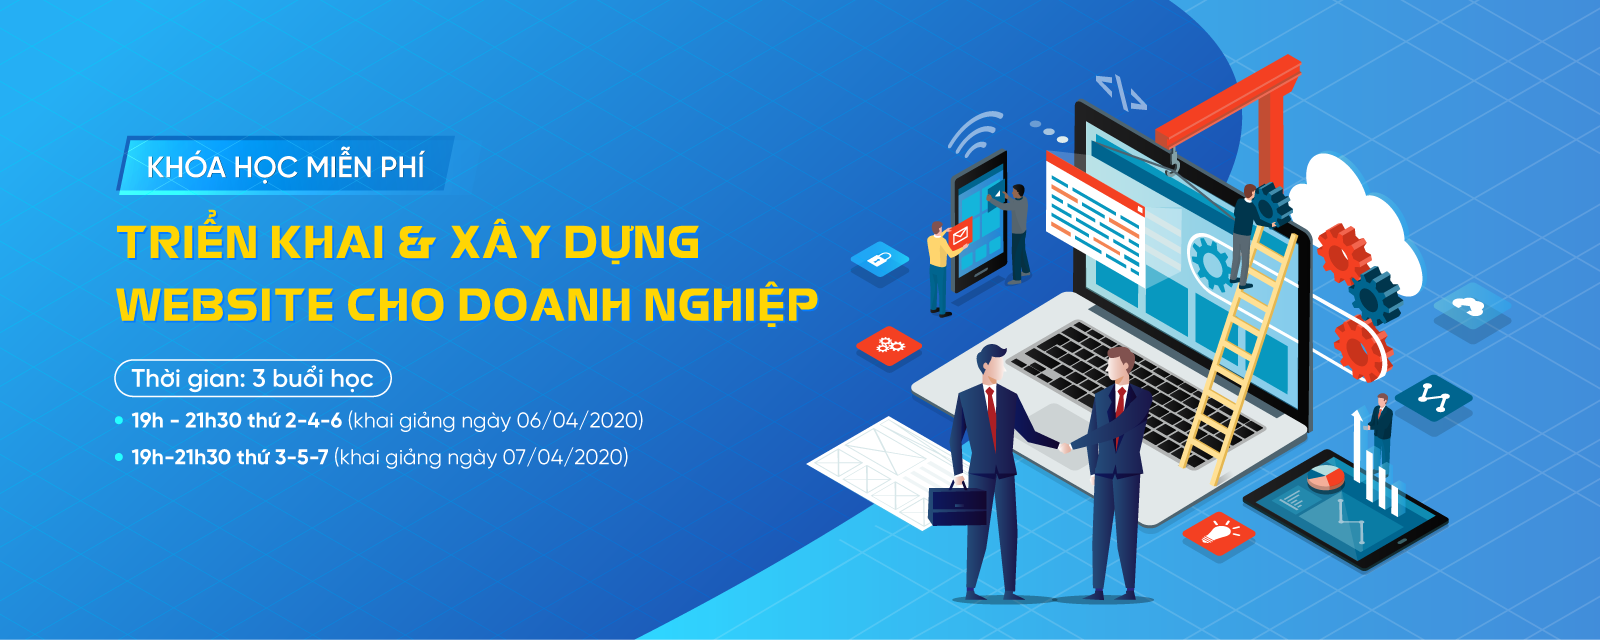 KHÓA HỌC MIỄN PHÍ
TRIỂN KHAI & XÂY DỰNG
WEBSITE CHO DOANH NGHIỆP
Thời gian: 3 buổi học
19h - 21h30 thứ 2-4-6 (khai giảng ngày 06/04/2020)
19h-21h30 thứ 3-5-7 (khai giảng ngày 07/04/2020)